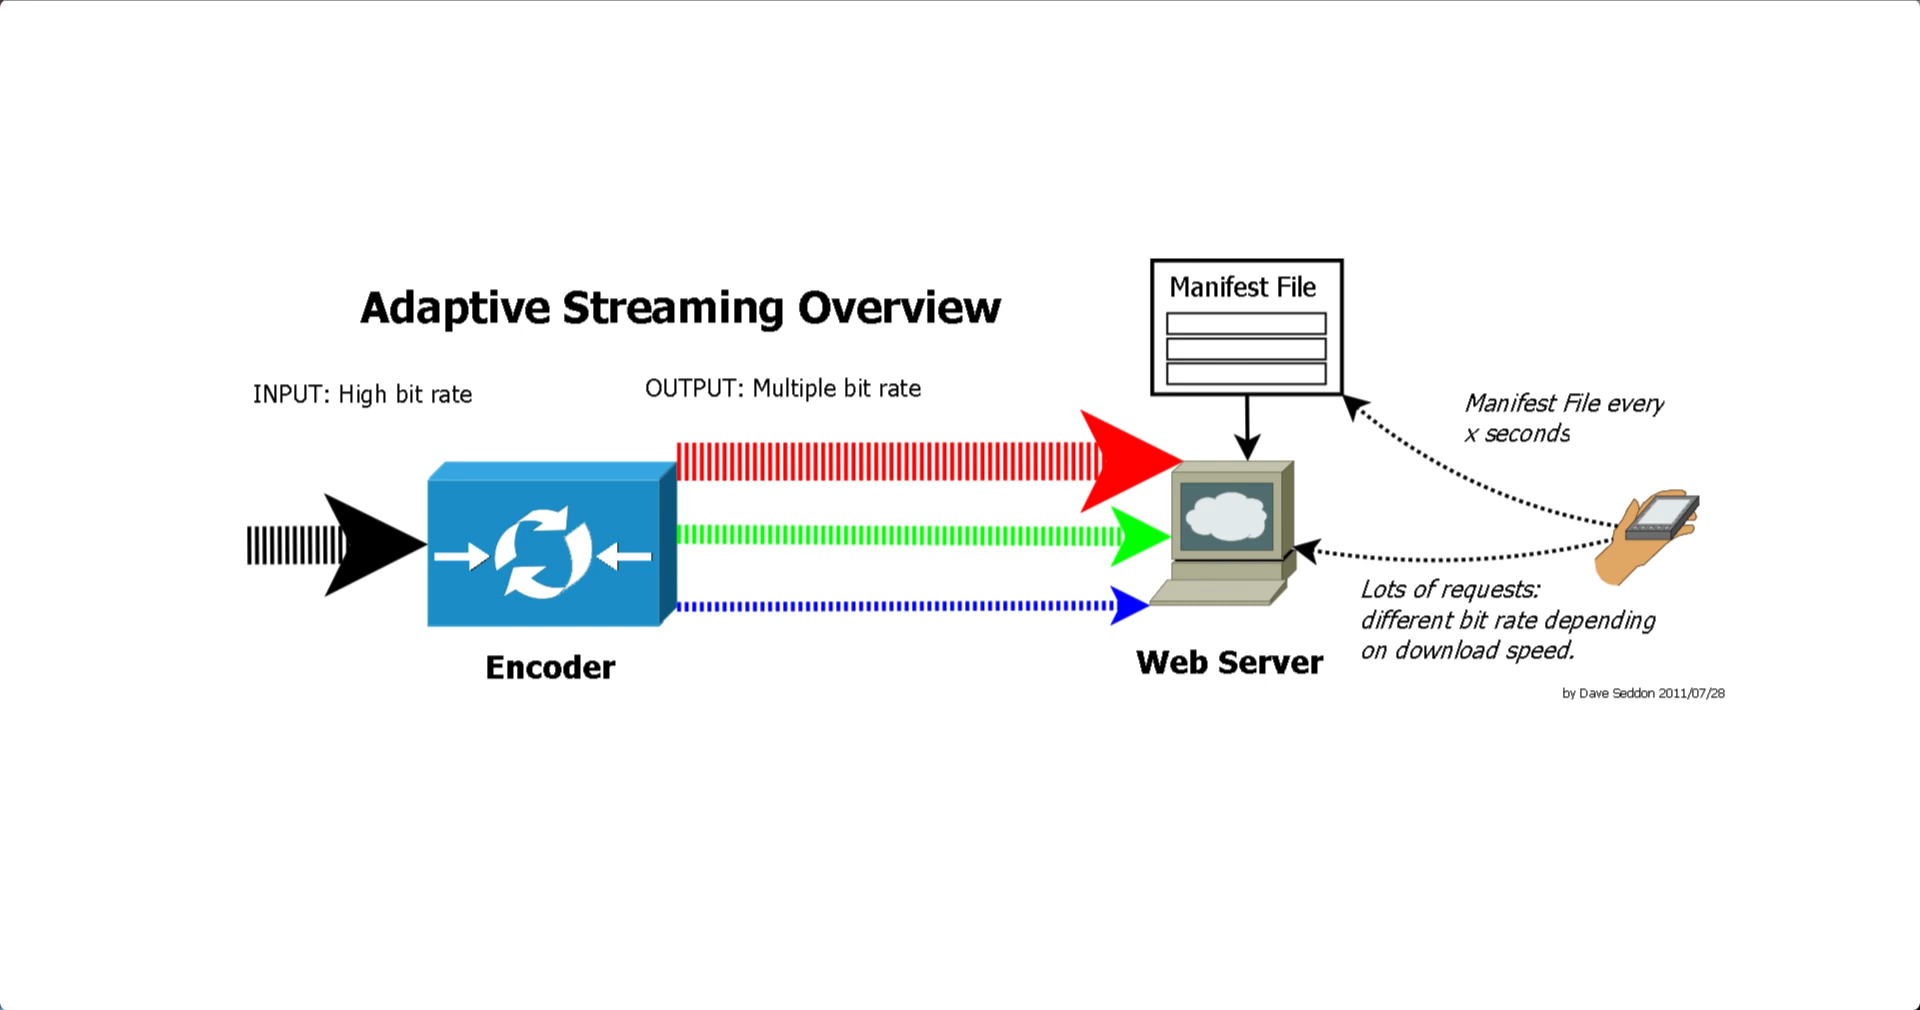 Adaptive Streaming Overview
INPUT: High bit rate
OUTPUT: Multiple bit rate
Manifest File
Manifest File every
x seconds
Lots of requests:
different bit rate depending
on download speed.
Encoder
Web Server
by Dave Seddon 2011/07/28